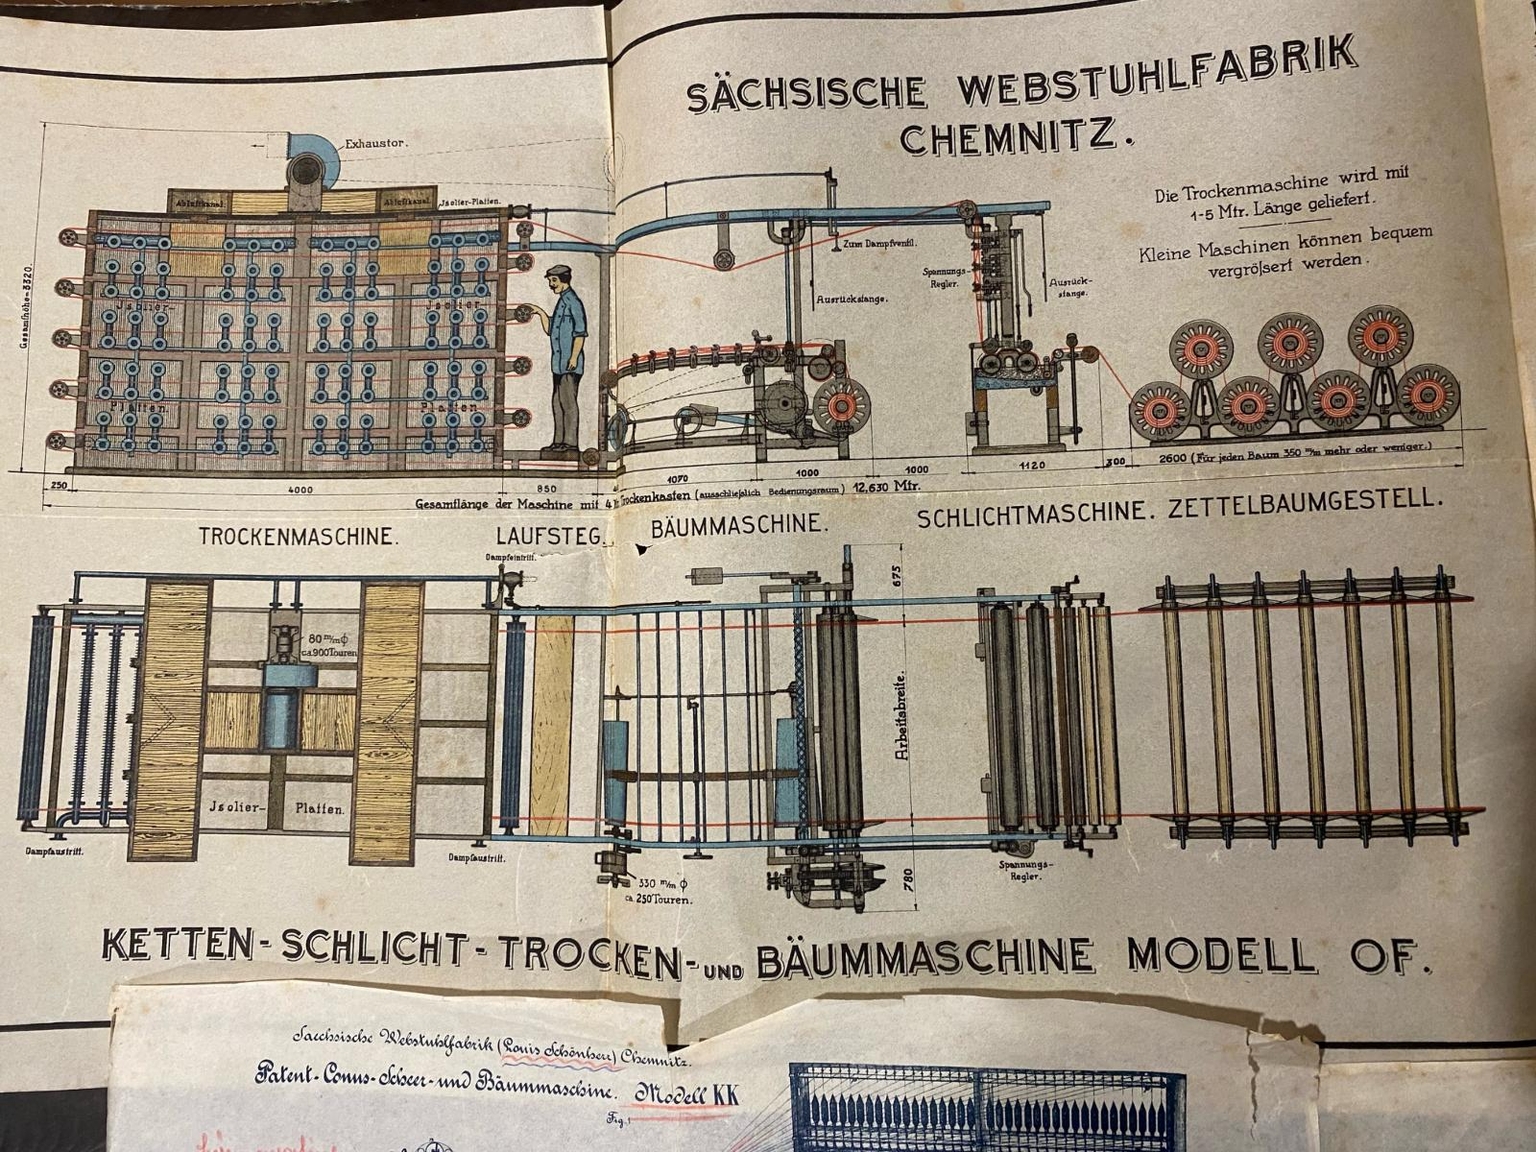 SÄCHSISCHE WEBSTUHLFABRIK
CHEMNITZ.
Die Trockenmaschine wird mit
1-5 Mtr. Länge geliefert.
Kleine Maschinen können bequem
vergrößert werden.
Exhaustor.
Abluftkanal
Abluftkanal
Jsolier-Platten.
Gesamthöhe=3320.
Jsolier-
Jsolier-
Platten.
Platten.
Zum Dampfventil.
Ausrückstange.
Spannungs-
Regler.
Ausrück-
stange.
250
4000
850
1070
1000
1000
1120
300
2600 (Für jeden Baum 350 m/m mehr oder weniger.)
Gesamtlänge der Maschine mit 4 Trockenkasten (ausschließlich Bedienungsraum) 12,630 Mtr.
TROCKENMASCHINE.
LAUFSTEG.
BÄUMMASCHINE.
SCHLICHTMASCHINE. ZETTELBAUMGESTELL.
Dampfeintritt.
675
80 m/m ϕ
ca. 900 Touren
Arbeitsbreite.
Jsolier- Platten.
Dampfaustritt.
Dampfaustritt.
Spannungs-
Regler.
330 m/m ϕ
ca 250 Touren.
780
KETTEN-SCHLICHT-TROCKEN-UND BÄUMMASCHINE MODELL OF.
Saechsische Webstuhlfabrik (Louis Schönherr) Chemnitz.
Patent-Conus-Scheer- und Bäummaschine. Modell KK
Fig. 1